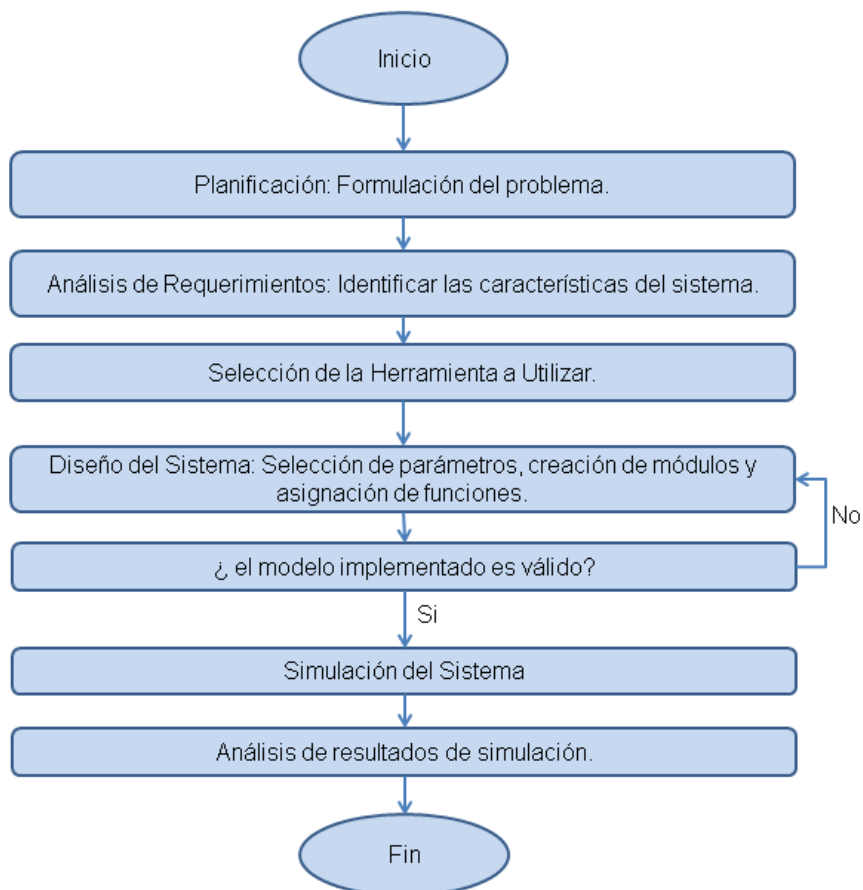 Inicio
Planificación: Formulación del problema.
Análisis de Requerimientos: Identificar las características del sistema.
Selección de la Herramienta a Utilizar.
Diseño del Sistema: Selección de parámetros, creación de módulos y
asignación de funciones.
No
¿ el modelo implementado es válido?
Si
Simulación del Sistema
Análisis de resultados de simulación.
Fin